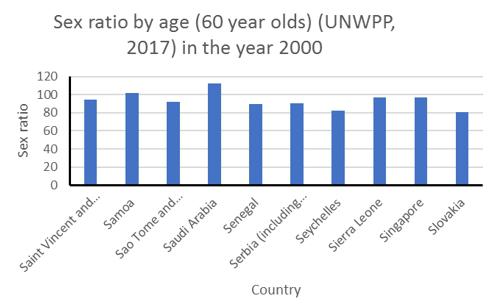 Sex ratio by age (60 year olds) (UNWPP,
2017) in the year 2000
120
100
80
60
40
20
0
Sex ratio
Saint Vincent and...
Samoa
Sao Tome and...
Saudi Arabia
Senegal
Serbia (including...
Seychelles
Sierra Leone
Singapore
Slovakia
Country